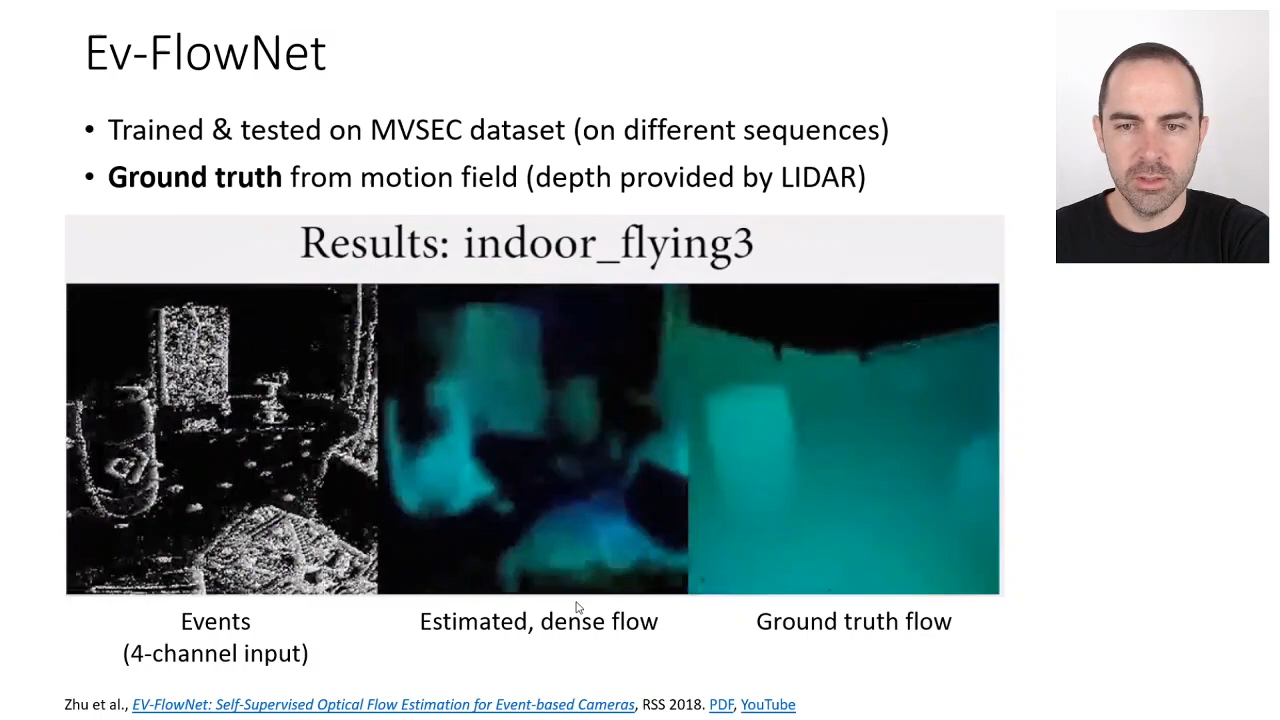 Ev-FlowNet
• Trained & tested on MVSEC dataset (on different sequences)
• Ground truth from motion field (depth provided by LIDAR)
Results: indoor_flying3
Events
(4-channel input)
Estimated, dense flow
Ground truth flow
Zhu et al., EV-FlowNet: Self-Supervised Optical Flow Estimation for Event-based Cameras, RSS 2018. PDF, YouTube